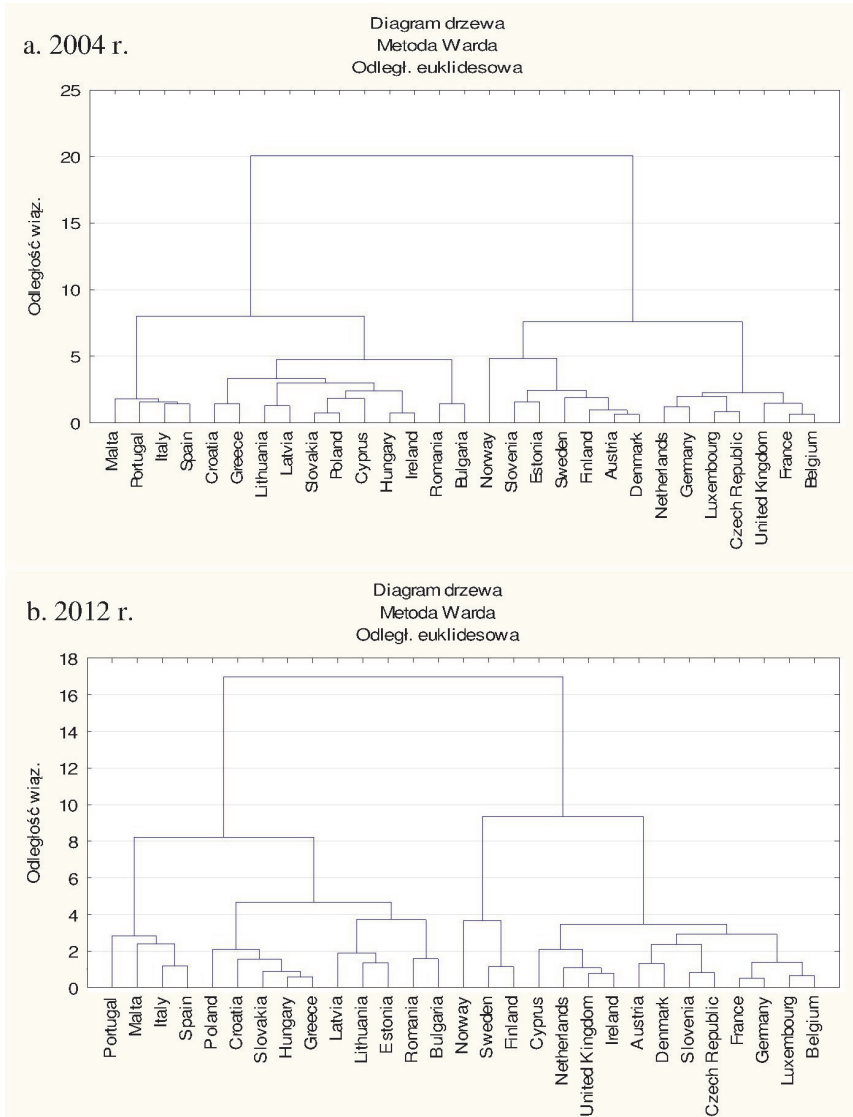 a. 2004 r.
Diagram drzewa
Metoda Warda
Odległ. euklidesowa
25
20
15
10
5
0
Odległość wiąz.
Malta
Portugal
Italy
Spain
Croatia
Greece
Lithuania
Latvia
Slovakia
Poland
Cyprus
Hungary
Ireland
Romania
Bulgaria
Norway
Slovenia
Estonia
Sweden
Finland
Austria
Denmark
Netherlands
Germany
Luxembourg
Czech Republic
United Kingdom
France
Belgium
b. 2012 r.
Diagram drzewa
Metoda Warda
Odległ. euklidesowa
18
16
14
12
10
8
6
4
2
0
Odległość wiąz.
Portugal
Malta
Italy
Spain
Poland
Croatia
Slovakia
Hungary
Greece
Latvia
Lithuania
Estonia
Romania
Bulgaria
Norway
Sweden
Finland
Cyprus
Netherlands
United Kingdom
Ireland
Austria
Denmark
Slovenia
Czech Republic
France
Germany
Luxembourg
Belgium